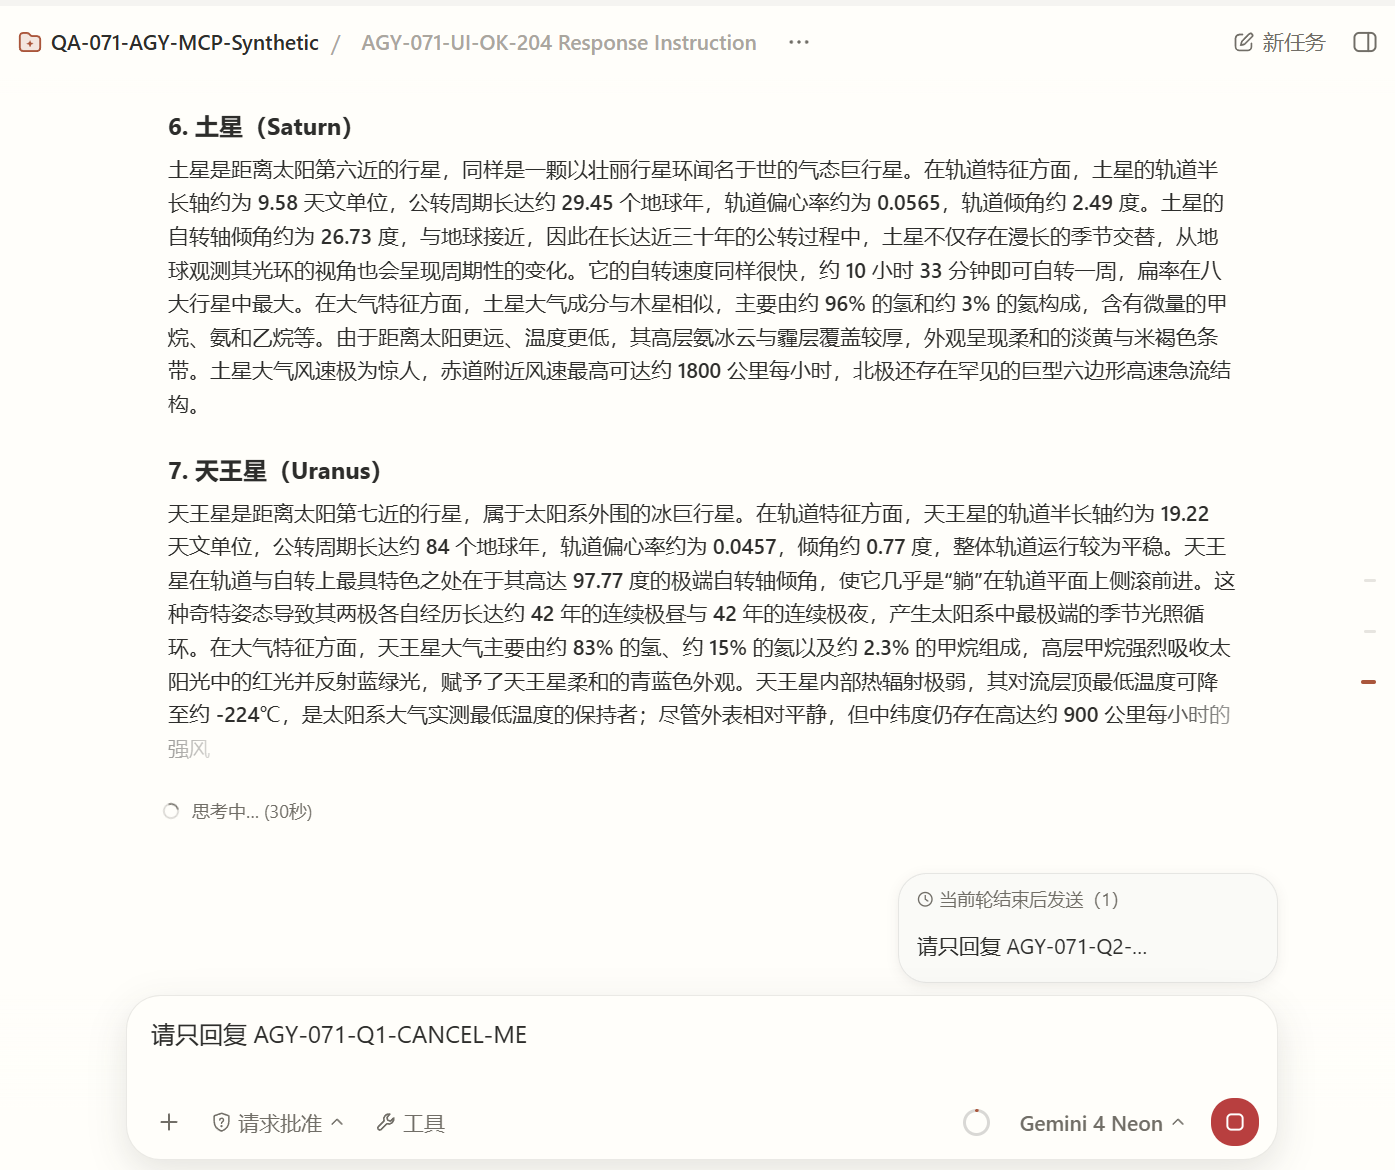 QA-071-AGY-MCP-Synthetic / AGY-071-UI-OK-204 Response Instruction ··· 新任务
6. 土星（Saturn）
土星是距离太阳第六近的行星，同样是一颗以壮丽行星环闻名于世的气态巨行星。在轨道特征方面，土星的轨道半
长轴约为 9.58 天文单位，公转周期长达约 29.45 个地球年，轨道偏心率约为 0.0565，轨道倾角约 2.49 度。土星的
自转轴倾角约为 26.73 度，与地球接近，因此在长达近三十年的公转过程中，土星不仅存在漫长的季节交替，从地
球观测其光环的视角也会呈现周期性的变化。它的自转速度同样很快，约 10 小时 33 分钟即可自转一周，扁率在八
大行星中最大。在大气特征方面，土星大气成分与木星相似，主要由约 96% 的氢和约 3% 的氦构成，含有微量的甲
烷、氨和乙烷等。由于距离太阳更远、温度更低，其高层氨冰云与霾层覆盖较厚，外观呈现柔和的淡黄与米褐色条
带。土星大气风速极为惊人，赤道附近风速最高可达约 1800 公里每小时，北极还存在罕见的巨型六边形高速急流结
构。
7. 天王星（Uranus）
天王星是距离太阳第七近的行星，属于太阳系外围的冰巨行星。在轨道特征方面，天王星的轨道半长轴约为 19.22
天文单位，公转周期长达约 84 个地球年，轨道偏心率约为 0.0457，倾角约 0.77 度，整体轨道运行较为平稳。天王
星在轨道与自转上最具特色之处在于其高达 97.77 度的极端自转轴倾角，使它几乎是“躺”在轨道平面上侧滚前进。这
种奇特姿态导致其两极各自经历长达约 42 年的连续极昼与 42 年的连续极夜，产生太阳系中最极端的季节光照循
环。在大气特征方面，天王星大气主要由约 83% 的氢、约 15% 的氦以及约 2.3% 的甲烷组成，高层甲烷强烈吸收太
阳光中的红光并反射蓝绿光，赋予了天王星柔和的青蓝色外观。天王星内部热辐射极弱，其对流层顶最低温度可降
至约 -224℃，是太阳系大气实测最低温度的保持者；尽管外表相对平静，但中纬度仍存在高达约 900 公里每小时的
强风
思考中... (30秒)
当前轮结束后发送（1）
请只回复 AGY-071-Q2-...
请只回复 AGY-071-Q1-CANCEL-ME
请求批准 工具 Gemini 4 Neon